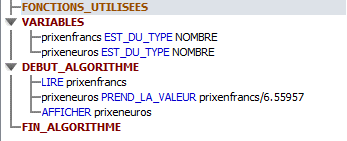 FONCTIONS_UTILISEES
VARIABLES
prixenfrancs EST_DU_TYPE NOMBRE
prixeneuros EST_DU_TYPE NOMBRE
DEBUT_ALGORITHME
LIRE prixenfrancs
prixeneuros PREND_LA_VALEUR prixenfrancs/6.55957
AFFICHER prixeneuros
FIN_ALGORITHME